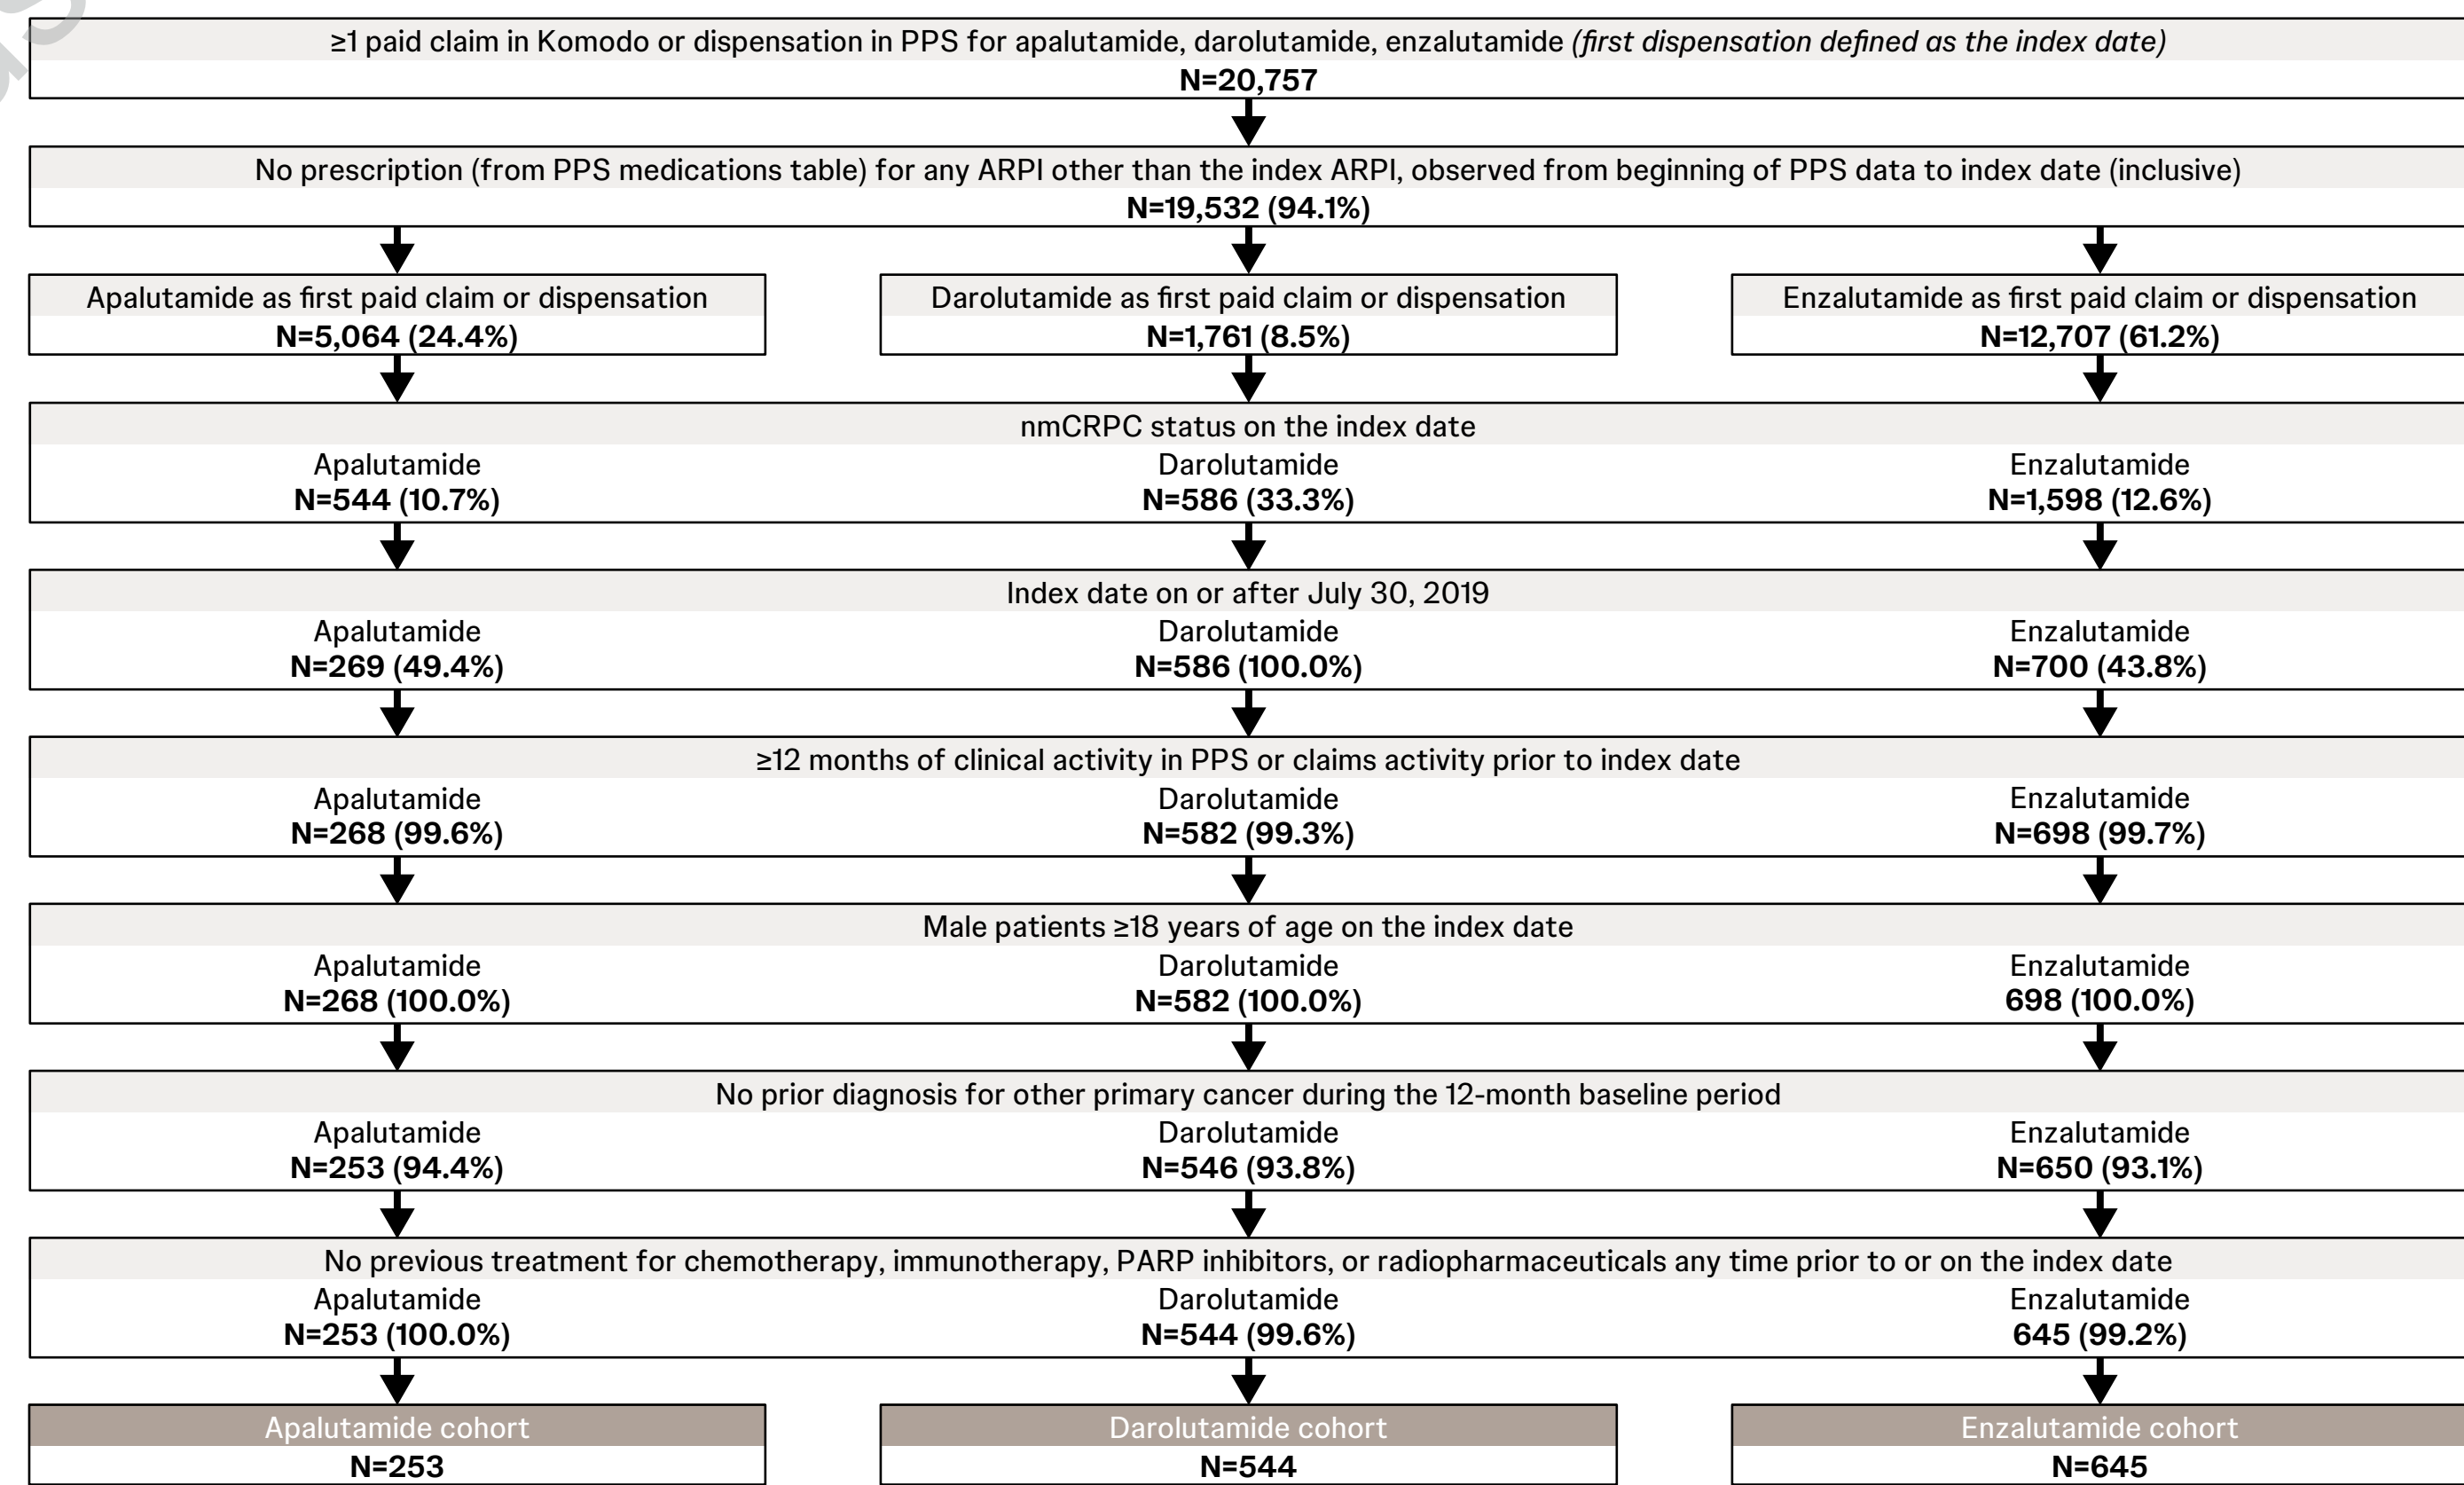 ≥1 paid claim in Komodo or dispensation in PPS for apalutamide, darolutamide, enzalutamide (first dispensation defined as the index date)
N=20,757
No prescription (from PPS medications table) for any ARPI other than the index ARPI, observed from beginning of PPS data to index date (inclusive)
N=19,532 (94.1%)
Apalutamide as first paid claim or dispensation
N=5,064 (24.4%)
Darolutamide as first paid claim or dispensation
N=1,761 (8.5%)
Enzalutamide as first paid claim or dispensation
N=12,707 (61.2%)
nmCRPC status on the index date
Apalutamide
N=544 (10.7%)
Darolutamide
N=586 (33.3%)
Enzalutamide
N=1,598 (12.6%)
Index date on or after July 30, 2019
Apalutamide
N=269 (49.4%)
Darolutamide
N=586 (100.0%)
Enzalutamide
N=700 (43.8%)
≥12 months of clinical activity in PPS or claims activity prior to index date
Apalutamide
N=268 (99.6%)
Darolutamide
N=582 (99.3%)
Enzalutamide
N=698 (99.7%)
Male patients ≥18 years of age on the index date
Apalutamide
N=268 (100.0%)
Darolutamide
N=582 (100.0%)
Enzalutamide
698 (100.0%)
No prior diagnosis for other primary cancer during the 12-month baseline period
Apalutamide
N=253 (94.4%)
Darolutamide
N=546 (93.8%)
Enzalutamide
N=650 (93.1%)
No previous treatment for chemotherapy, immunotherapy, PARP inhibitors, or radiopharmaceuticals any time prior to or on the index date
Apalutamide
N=253 (100.0%)
Darolutamide
N=544 (99.6%)
Enzalutamide
645 (99.2%)
Apalutamide cohort
N=253
Darolutamide cohort
N=544
Enzalutamide cohort
N=645